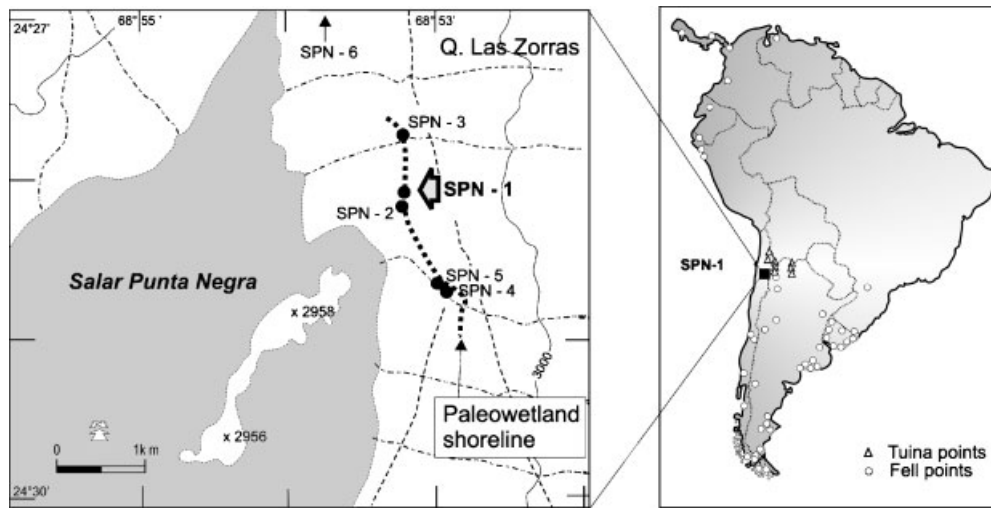 24°27'
68°55
68°53
SPN - 6
Q. Las Zorras
SPN - 3
SPN - 1
SPN - 2
SPN - 5
SPN - 4
Salar Punta Negra
x 2958
3000
Paleowetland
shoreline
x 2956
0 1k m
24°30'
SPN-1
Tuina points
Fell points